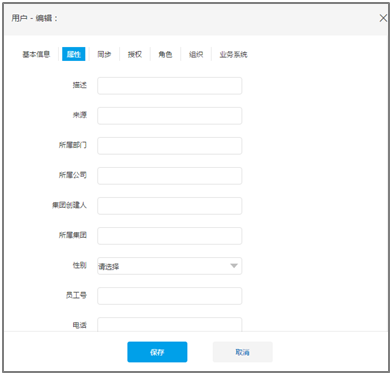 用户 - 编辑：
基本信息 属性 同步 授权 角色 组织 业务系统
描述
来源
所属部门
所属公司
集团创建人
所属集团
性别 请选择
员工号
电话
保存 取消